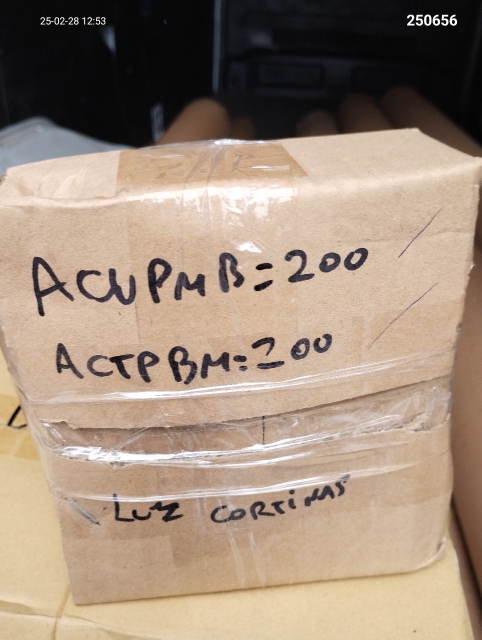 25-02-28 12:53
250656
ACUPMB=200
ACTPBM=200
LUZ CORTINAS